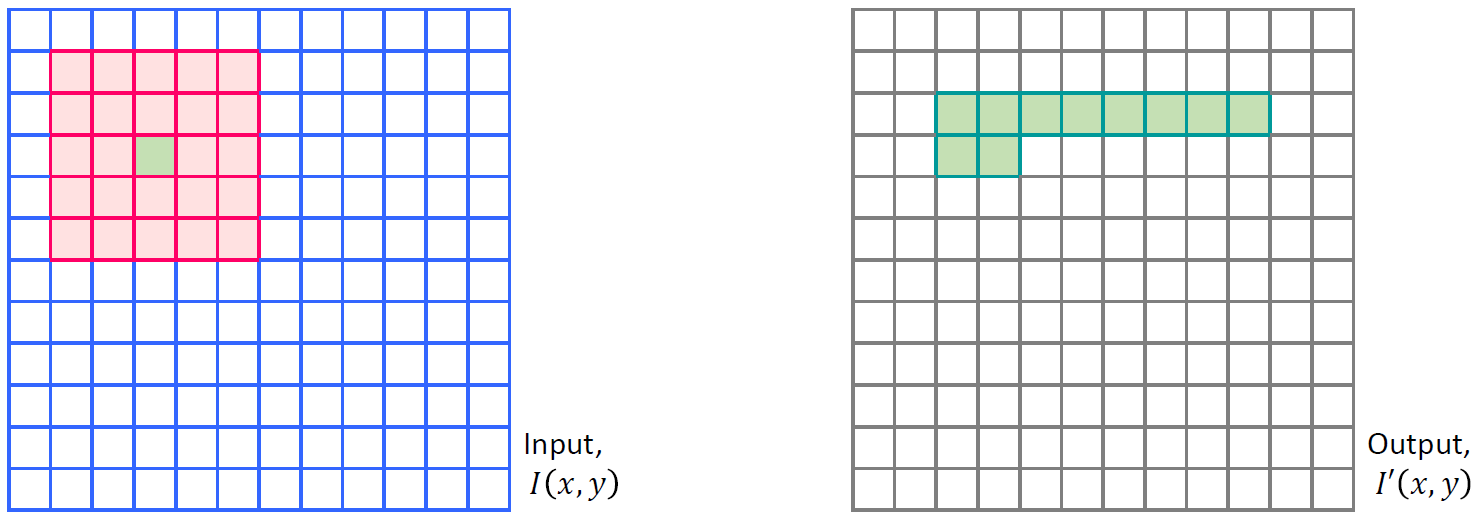 Input,
I(x, y)
Output,
I′(x, y)